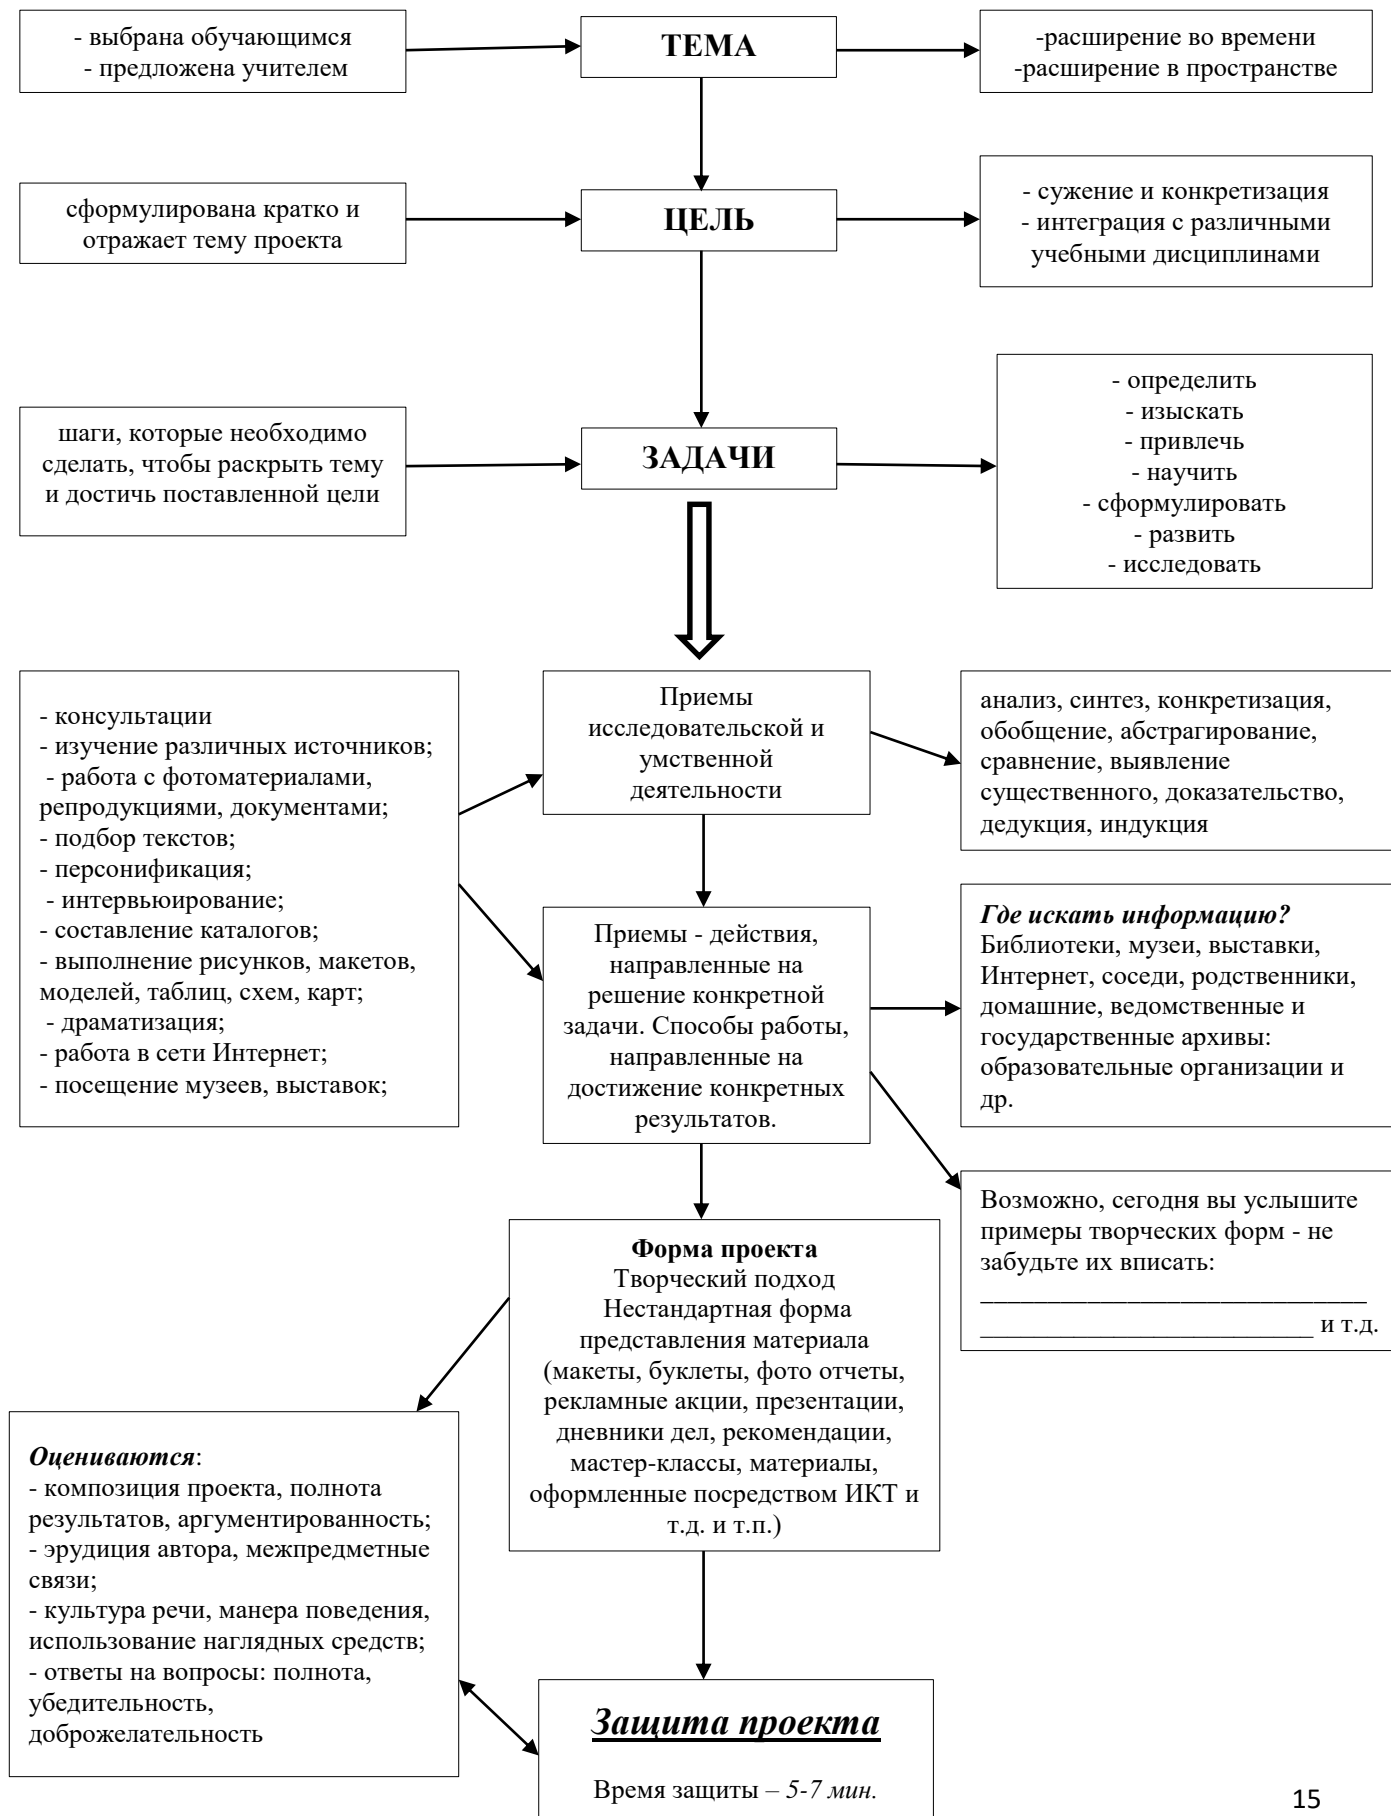 - выбрана обучающимся
- предложена учителем
ТЕМА
-расширение во времени
-расширение в пространстве
сформулирована кратко и
отражает тему проекта
ЦЕЛЬ
- сужение и конкретизация
- интеграция с различными
учебными дисциплинами
шаги, которые необходимо
сделать, чтобы раскрыть тему
и достичь поставленной цели
ЗАДАЧИ
- определить
- изыскать
- привлечь
- научить
- сформулировать
- развить
- исследовать
- консультации
- изучение различных источников;
- работа с фотоматериалами,
репродукциями, документами;
- подбор текстов;
- персонификация;
- интервьюирование;
- составление каталогов;
- выполнение рисунков, макетов,
моделей, таблиц, схем, карт;
- драматизация;
- работа в сети Интернет;
- посещение музеев, выставок;
Приемы
исследовательской и
умственной
деятельности
анализ, синтез, конкретизация,
обобщение, абстрагирование,
сравнение, выявление
существенного, доказательство,
дедукция, индукция
Приемы - действия,
направленные на
решение конкретной
задачи. Способы работы,
направленные на
достижение конкретных
результатов.
Где искать информацию?
Библиотеки, музеи, выставки,
Интернет, соседи, родственники,
домашние, ведомственные и
государственные архивы:
образовательные организации и
др.
Возможно, сегодня вы услышите
примеры творческих форм - не
забудьте их вписать:
_____________________________
_________________________ и т.д.
Форма проекта
Творческий подход
Нестандартная форма
представления материала
(макеты, буклеты, фото отчеты,
рекламные акции, презентации,
дневники дел, рекомендации,
мастер-классы, материалы,
оформленные посредством ИКТ и
т.д. и т.п.)
Оцениваются:
- композиция проекта, полнота
результатов, аргументированность;
- эрудиция автора, межпредметные
связи;
- культура речи, манера поведения,
использование наглядных средств;
- ответы на вопросы: полнота,
убедительность,
доброжелательность
Защита проекта
Время защиты – 5-7 мин.
15